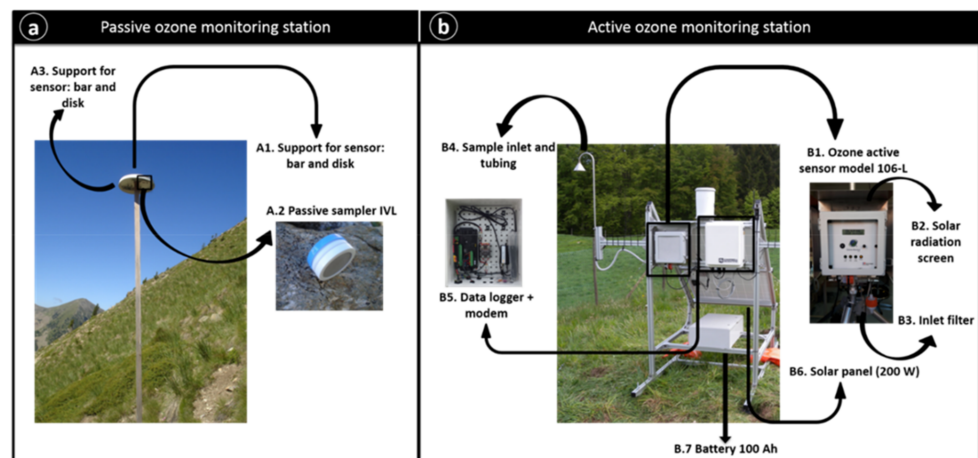 a
Passive ozone monitoring station
A3. Support for
sensor: bar and
disk
A1. Support for sensor:
bar and disk
A.2 Passive sampler IVL
b
Active ozone monitoring station
B4. Sample inlet and
tubing
B1. Ozone active
sensor model 106-L
B2. Solar
radiation
screen
B5. Data logger +
modem
B3. Inlet filter
B6. Solar panel (200 W)
B.7 Battery 100 Ah